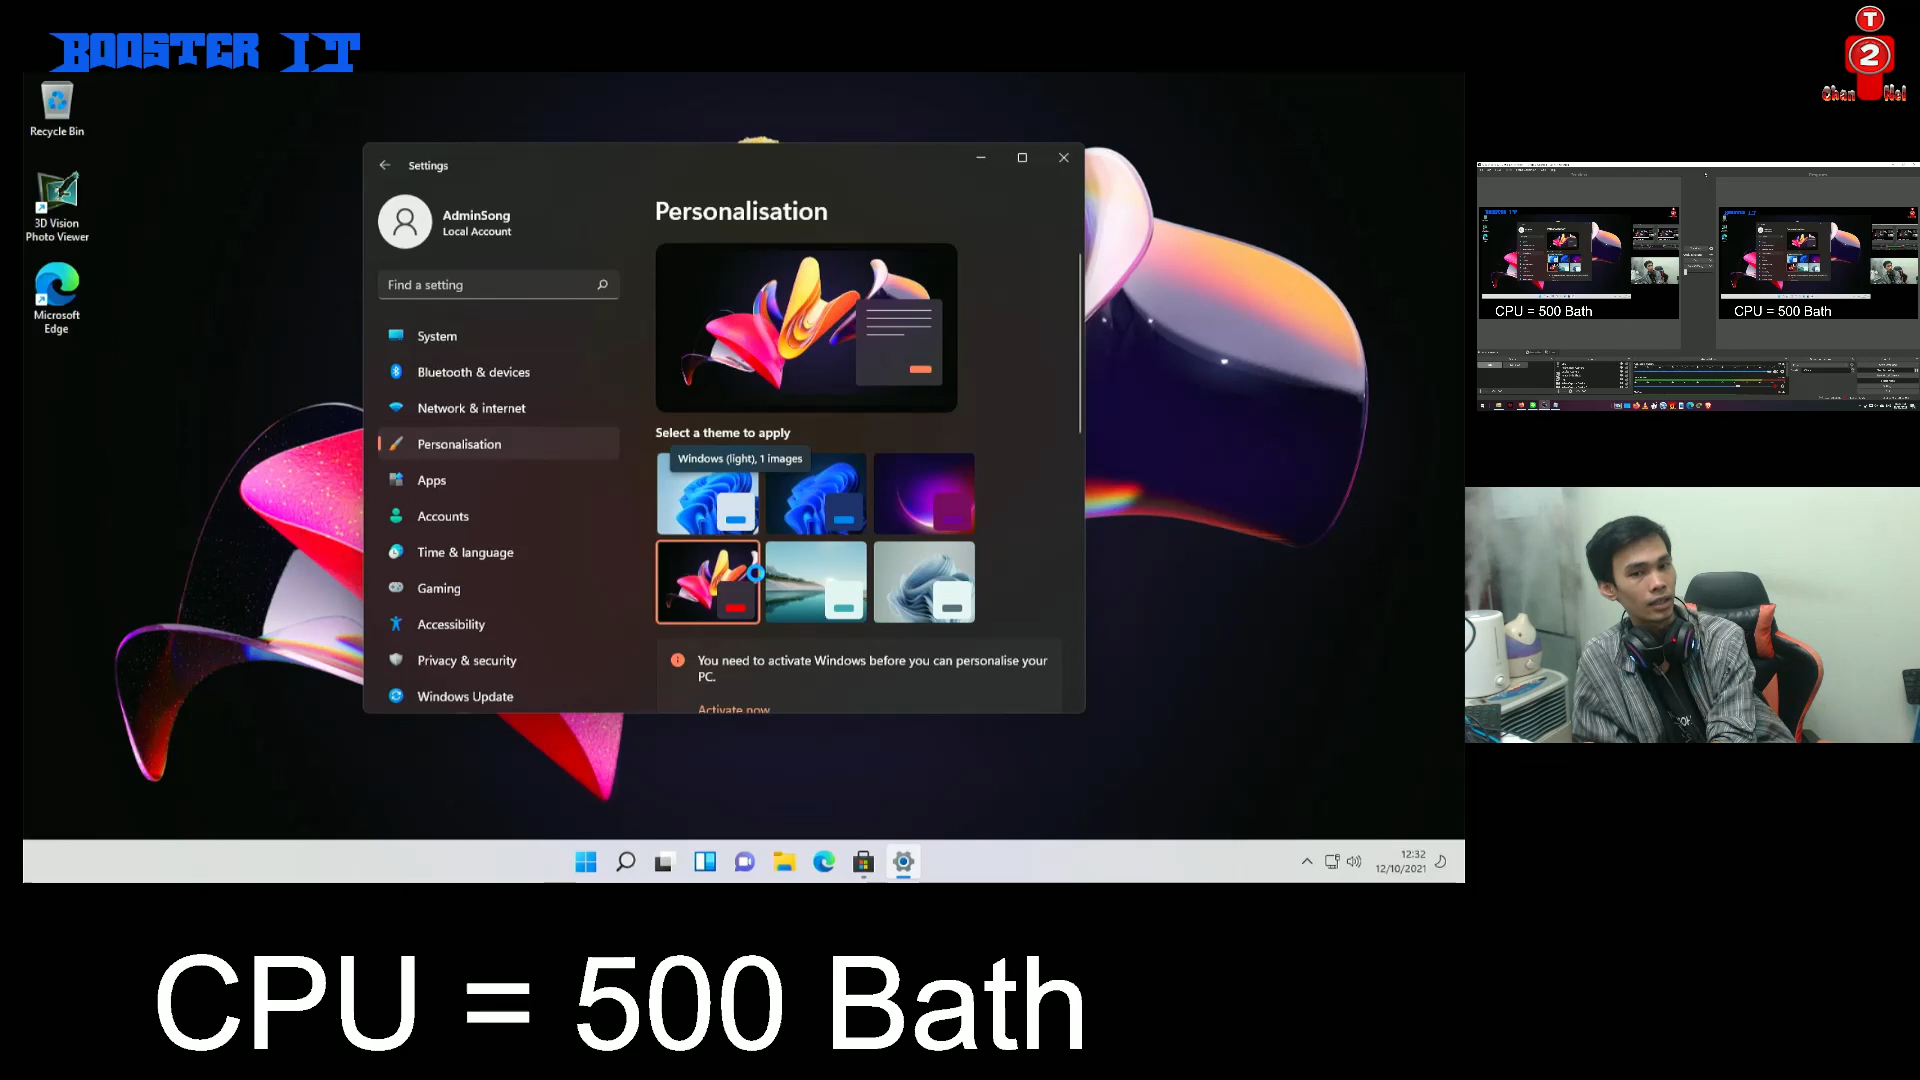 BOOSTER IT
T
2
Chan Nel
Recycle Bin
3D Vision
Photo Viewer
Microsoft
Edge
Settings
AdminSong
Local Account
Find a setting
System
Bluetooth & devices
Network & internet
Personalisation
Apps
Accounts
Time & language
Gaming
Accessibility
Privacy & security
Windows Update
Personalisation
Select a theme to apply
Windows (light), 1 images
You need to activate Windows before you can personalise your
PC.
Activate now
12:32
12/10/2021
CPU = 500 Bath
CPU = 500 Bath
CPU = 500 Bath